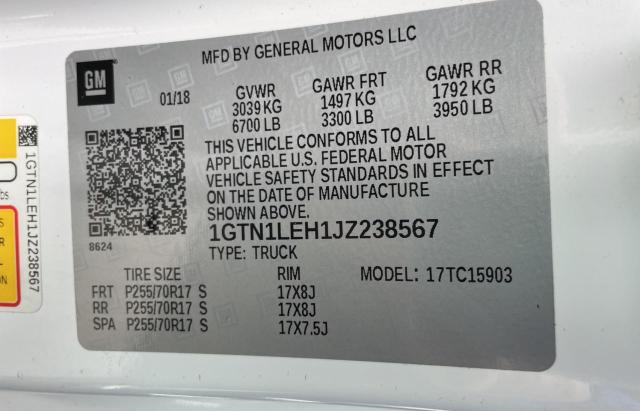 MFD BY GENERAL MOTORS LLC
GM
01/18
GVWR GAWR FRT GAWR RR
3039 KG 1497 KG 1792 KG
6700 LB 3300 LB 3950 LB
THIS VEHICLE CONFORMS TO ALL
APPLICABLE U.S. FEDERAL MOTOR
VEHICLE SAFETY STANDARDS IN EFFECT
ON THE DATE OF MANUFACTURE
SHOWN ABOVE.
8624
1GTN1LEH1JZ238567
TYPE: TRUCK
TIRE SIZE RIM MODEL: 17TC15903
FRT P255/70R17 S 17X8J
RR P255/70R17 S 17X8J
SPA P255/70R17 S 17X7.5J
1GTN1LEH1JZ238567